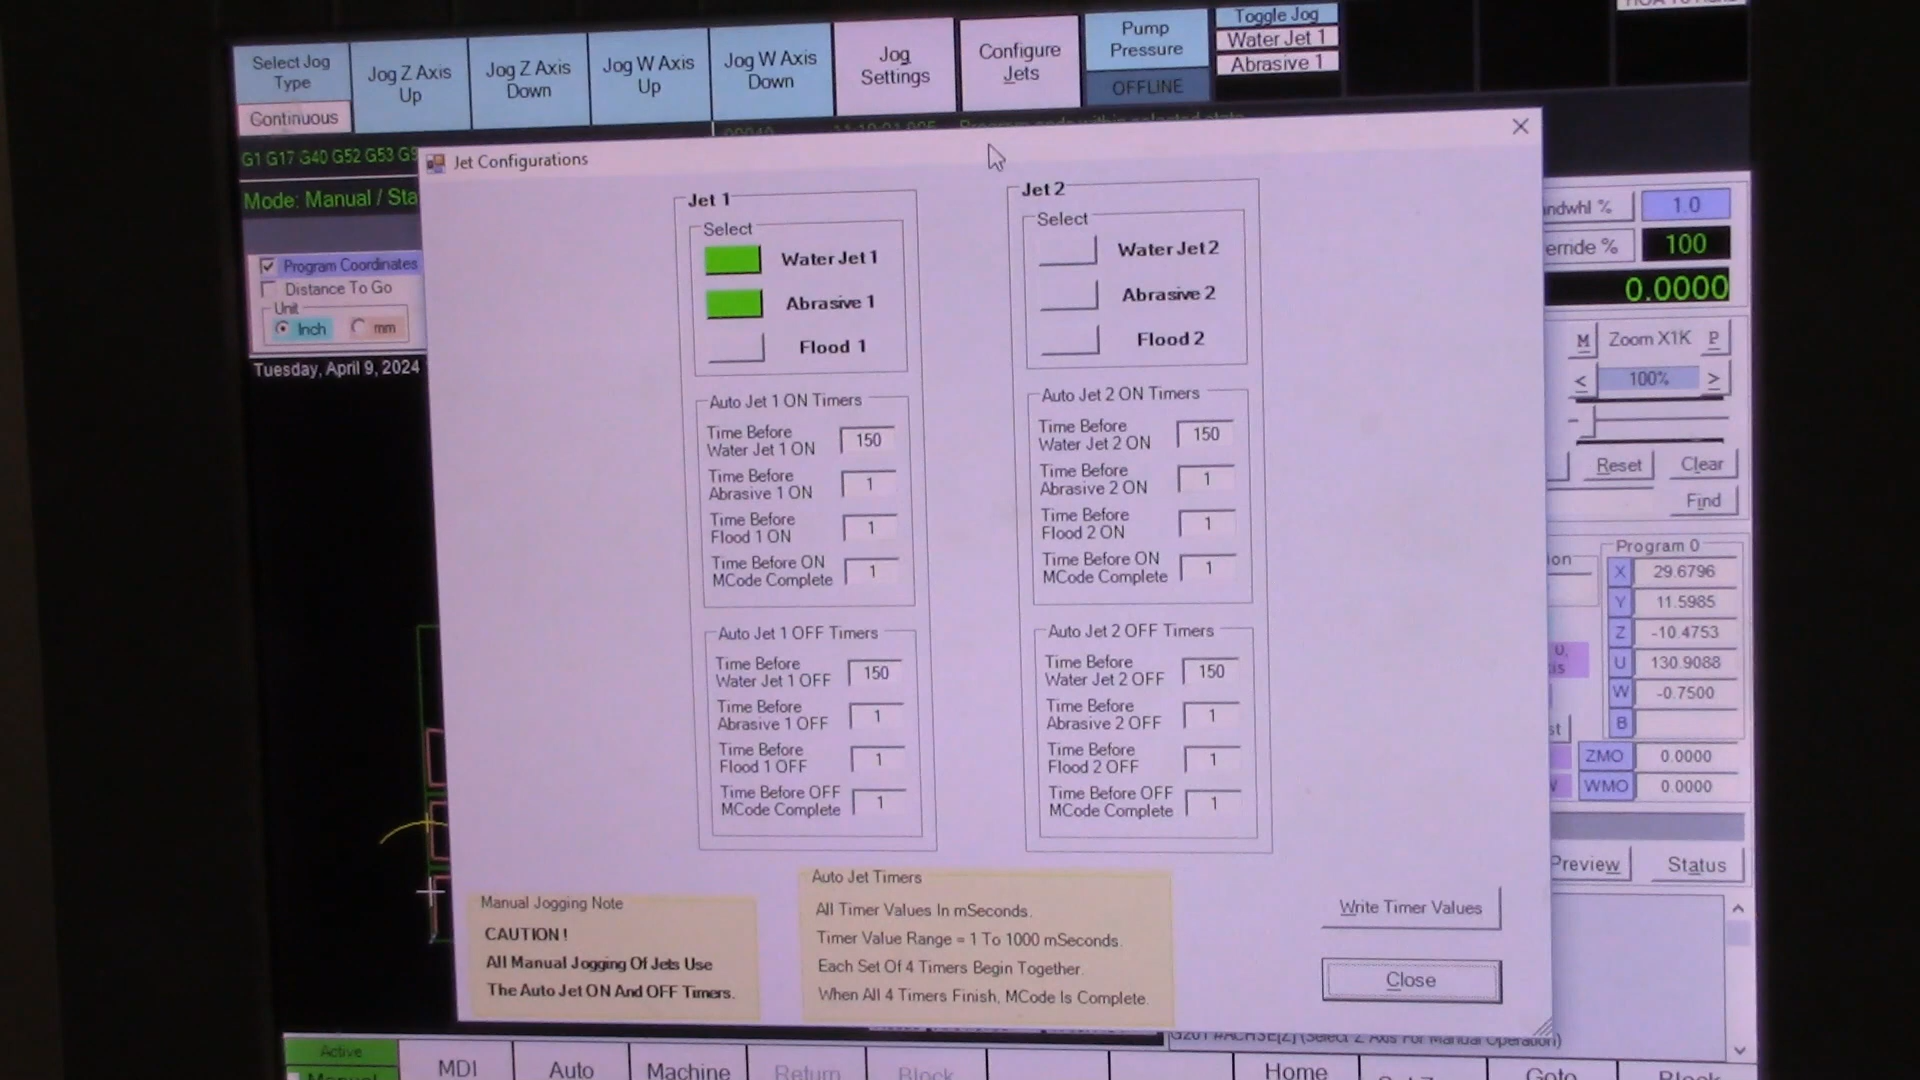 Select Jog
Type
Continuous
Jog Z Axis
Up
Jog Z Axis
Down
Jog W Axis
Up
Jog W Axis
Down
Jog
Settings
Configure
Jets
Pump
Pressure
OFFLINE
Toggle Jog
Water Jet 1
Abrasive 1
G1 G17 G40 G52 G53
Mode: Manual /
Program Coordinates
Distance To Go
Unit
Inch
mm
Tuesday, April 9, 2024
Jet Configurations
Jet 1
Select
Water Jet 1
Abrasive 1
Flood 1
Auto Jet 1 ON Timers
Time Before
Water Jet 1 ON
150
Time Before
Abrasive 1 ON
1
Time Before
Flood 1 ON
1
Time Before ON
MCode Complete
1
Auto Jet 1 OFF Timers
Time Before
Water Jet 1 OFF
150
Time Before
Abrasive 1 OFF
1
Time Before
Flood 1 OFF
1
Time Before OFF
MCode Complete
1
Jet 2
Select
Water Jet 2
Abrasive 2
Flood 2
Auto Jet 2 ON Timers
Time Before
Water Jet 2 ON
150
Time Before
Abrasive 2 ON
1
Time Before
Flood 2 ON
1
Time Before ON
MCode Complete
1
Auto Jet 2 OFF Timers
Time Before
Water Jet 2 OFF
150
Time Before
Abrasive 2 OFF
1
Time Before
Flood 2 OFF
1
Time Before OFF
MCode Complete
1
Manual Jogging Note
CAUTION !
All Manual Jogging Of Jets Use
The Auto Jet ON And OFF Timers.
Auto Jet Timers
All Timer Values In mSeconds.
Timer Value Range = 1 To 1000 mSeconds.
Each Set Of 4 Timers Begin Together.
When All 4 Timers Finish, MCode Is Complete.
Write Timer Values
Close
%
1.0
%
100
0.0000
M
Zoom X1K
P
<
100%
>
Reset
Clear
Find
Program 0
X
29.6796
Y
11.5985
Z
-10.4753
U
130.9088
W
-0.7500
B
ZMO
0.0000
WMO
0.0000
Preview
Status
(Select Z Axis For Manual Operation)
Active
Manual
MDI
Auto
Machine
Return
Block
Home
Goto
Block